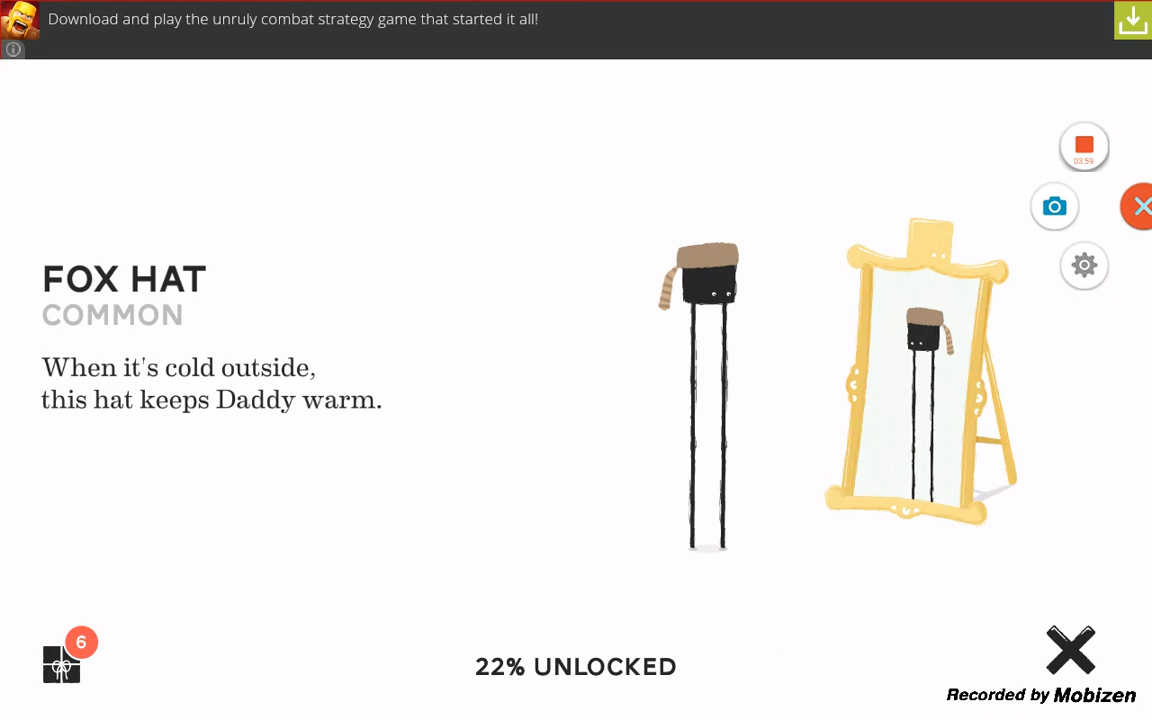 Download and play the unruly combat strategy game that started it all!
03:59
FOX HAT
COMMON
When it's cold outside,
this hat keeps Daddy warm.
6
22% UNLOCKED
Recorded by Mobizen